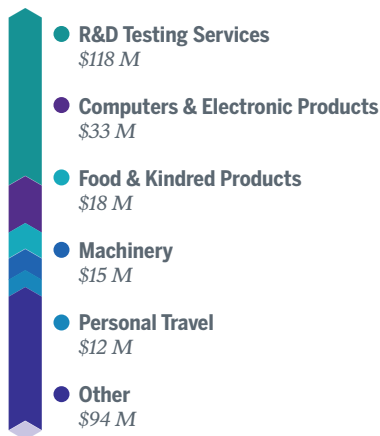 R&D Testing Services
$118 M
Computers & Electronic Products
$33 M
Food & Kindred Products
$18 M
Machinery
$15 M
Personal Travel
$12 M
Other
$94 M